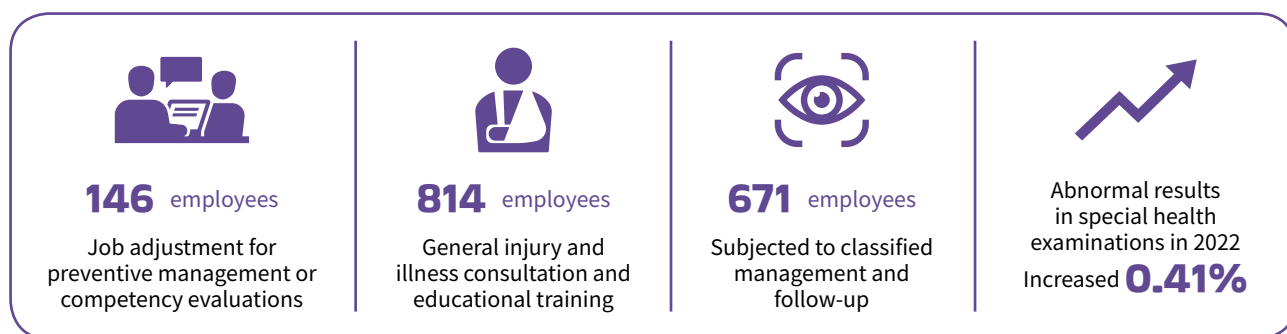 146 employees
Job adjustment for
preventive management or
competency evaluations
814 employees
General injury and
illness consultation and
educational training
671 employees
Subjected to classified
management and
follow-up
Abnormal results
in special health
examinations in 2022
Increased 0.41%